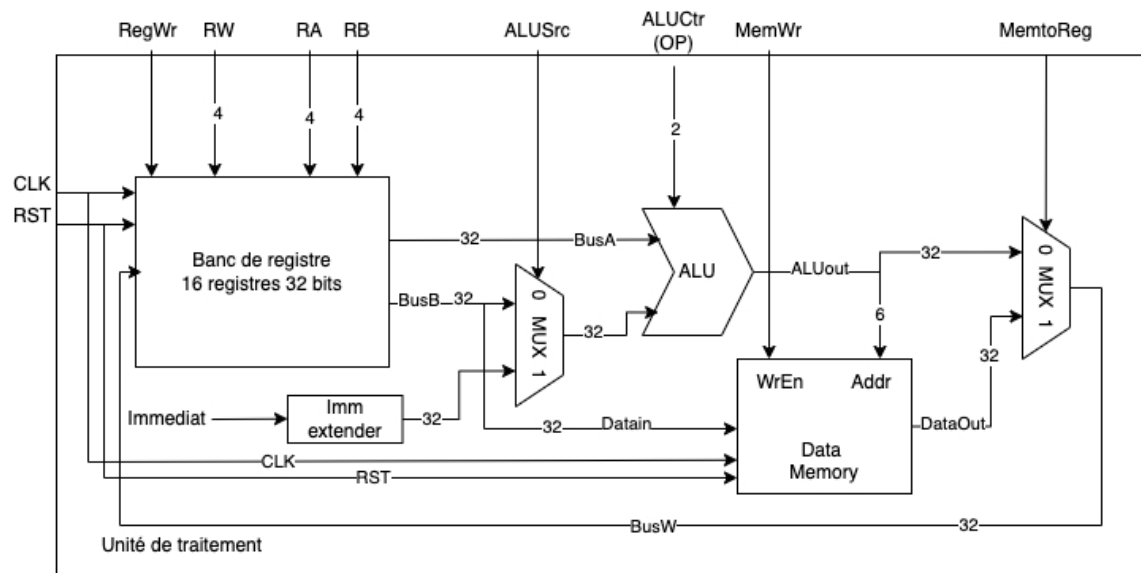 RegWr
RW
RA
RB
ALUSrc
ALUCtr
(OP)
MemWr
MemtoReg
4
4
4
2
CLK
RST
Banc de registre
16 registres 32 bits
32
BusA
BusB
32
0 MUX 1
32
ALU
ALUout
32
6
0 MUX 1
32
WrEn
Addr
Data
Memory
DataOut
Immediat
Imm
extender
32
32
Datain
CLK
RST
BusW
32
Unité de traitement